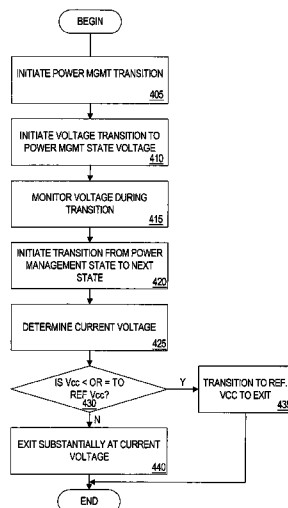 BEGIN
INITIATE POWER MGMT TRANSITION
405
INITIATE VOLTAGE TRANSITION TO
POWER MGMT STATE VOLTAGE
410
MONITOR VOLTAGE DURING
TRANSITION
415
INITIATE TRANSITION FROM POWER
MANAGEMENT STATE TO NEXT
STATE
420
DETERMINE CURRENT VOLTAGE
425
IS Vcc < OR = TO
REF Vcc?
430
Y
TRANSITION TO REF.
VCC TO EXIT
435
N
EXIT SUBSTANTIALLY AT CURRENT
VOLTAGE
440
END